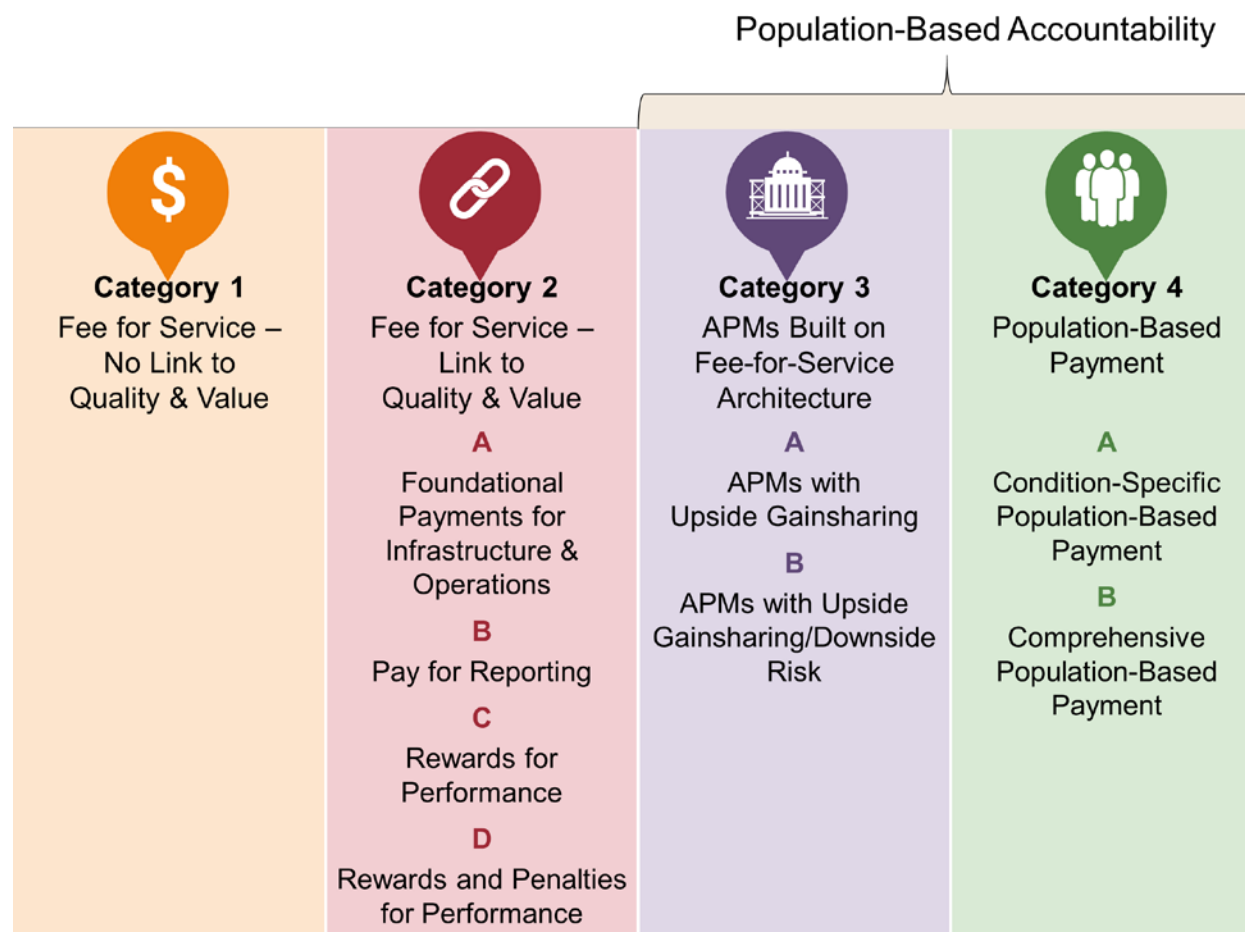 Population-Based Accountability
$
Category 1
Fee for Service –
No Link to
Quality & Value
Category 2
Fee for Service –
Link to
Quality & Value
A
Foundational
Payments for
Infrastructure &
Operations
B
Pay for Reporting
C
Rewards for
Performance
D
Rewards and Penalties
for Performance
Category 3
APMs Built on
Fee-for-Service
Architecture
A
APMs with
Upside Gainsharing
B
APMs with Upside
Gainsharing/Downside
Risk
Category 4
Population-Based
Payment
A
Condition-Specific
Population-Based
Payment
B
Comprehensive
Population-Based
Payment